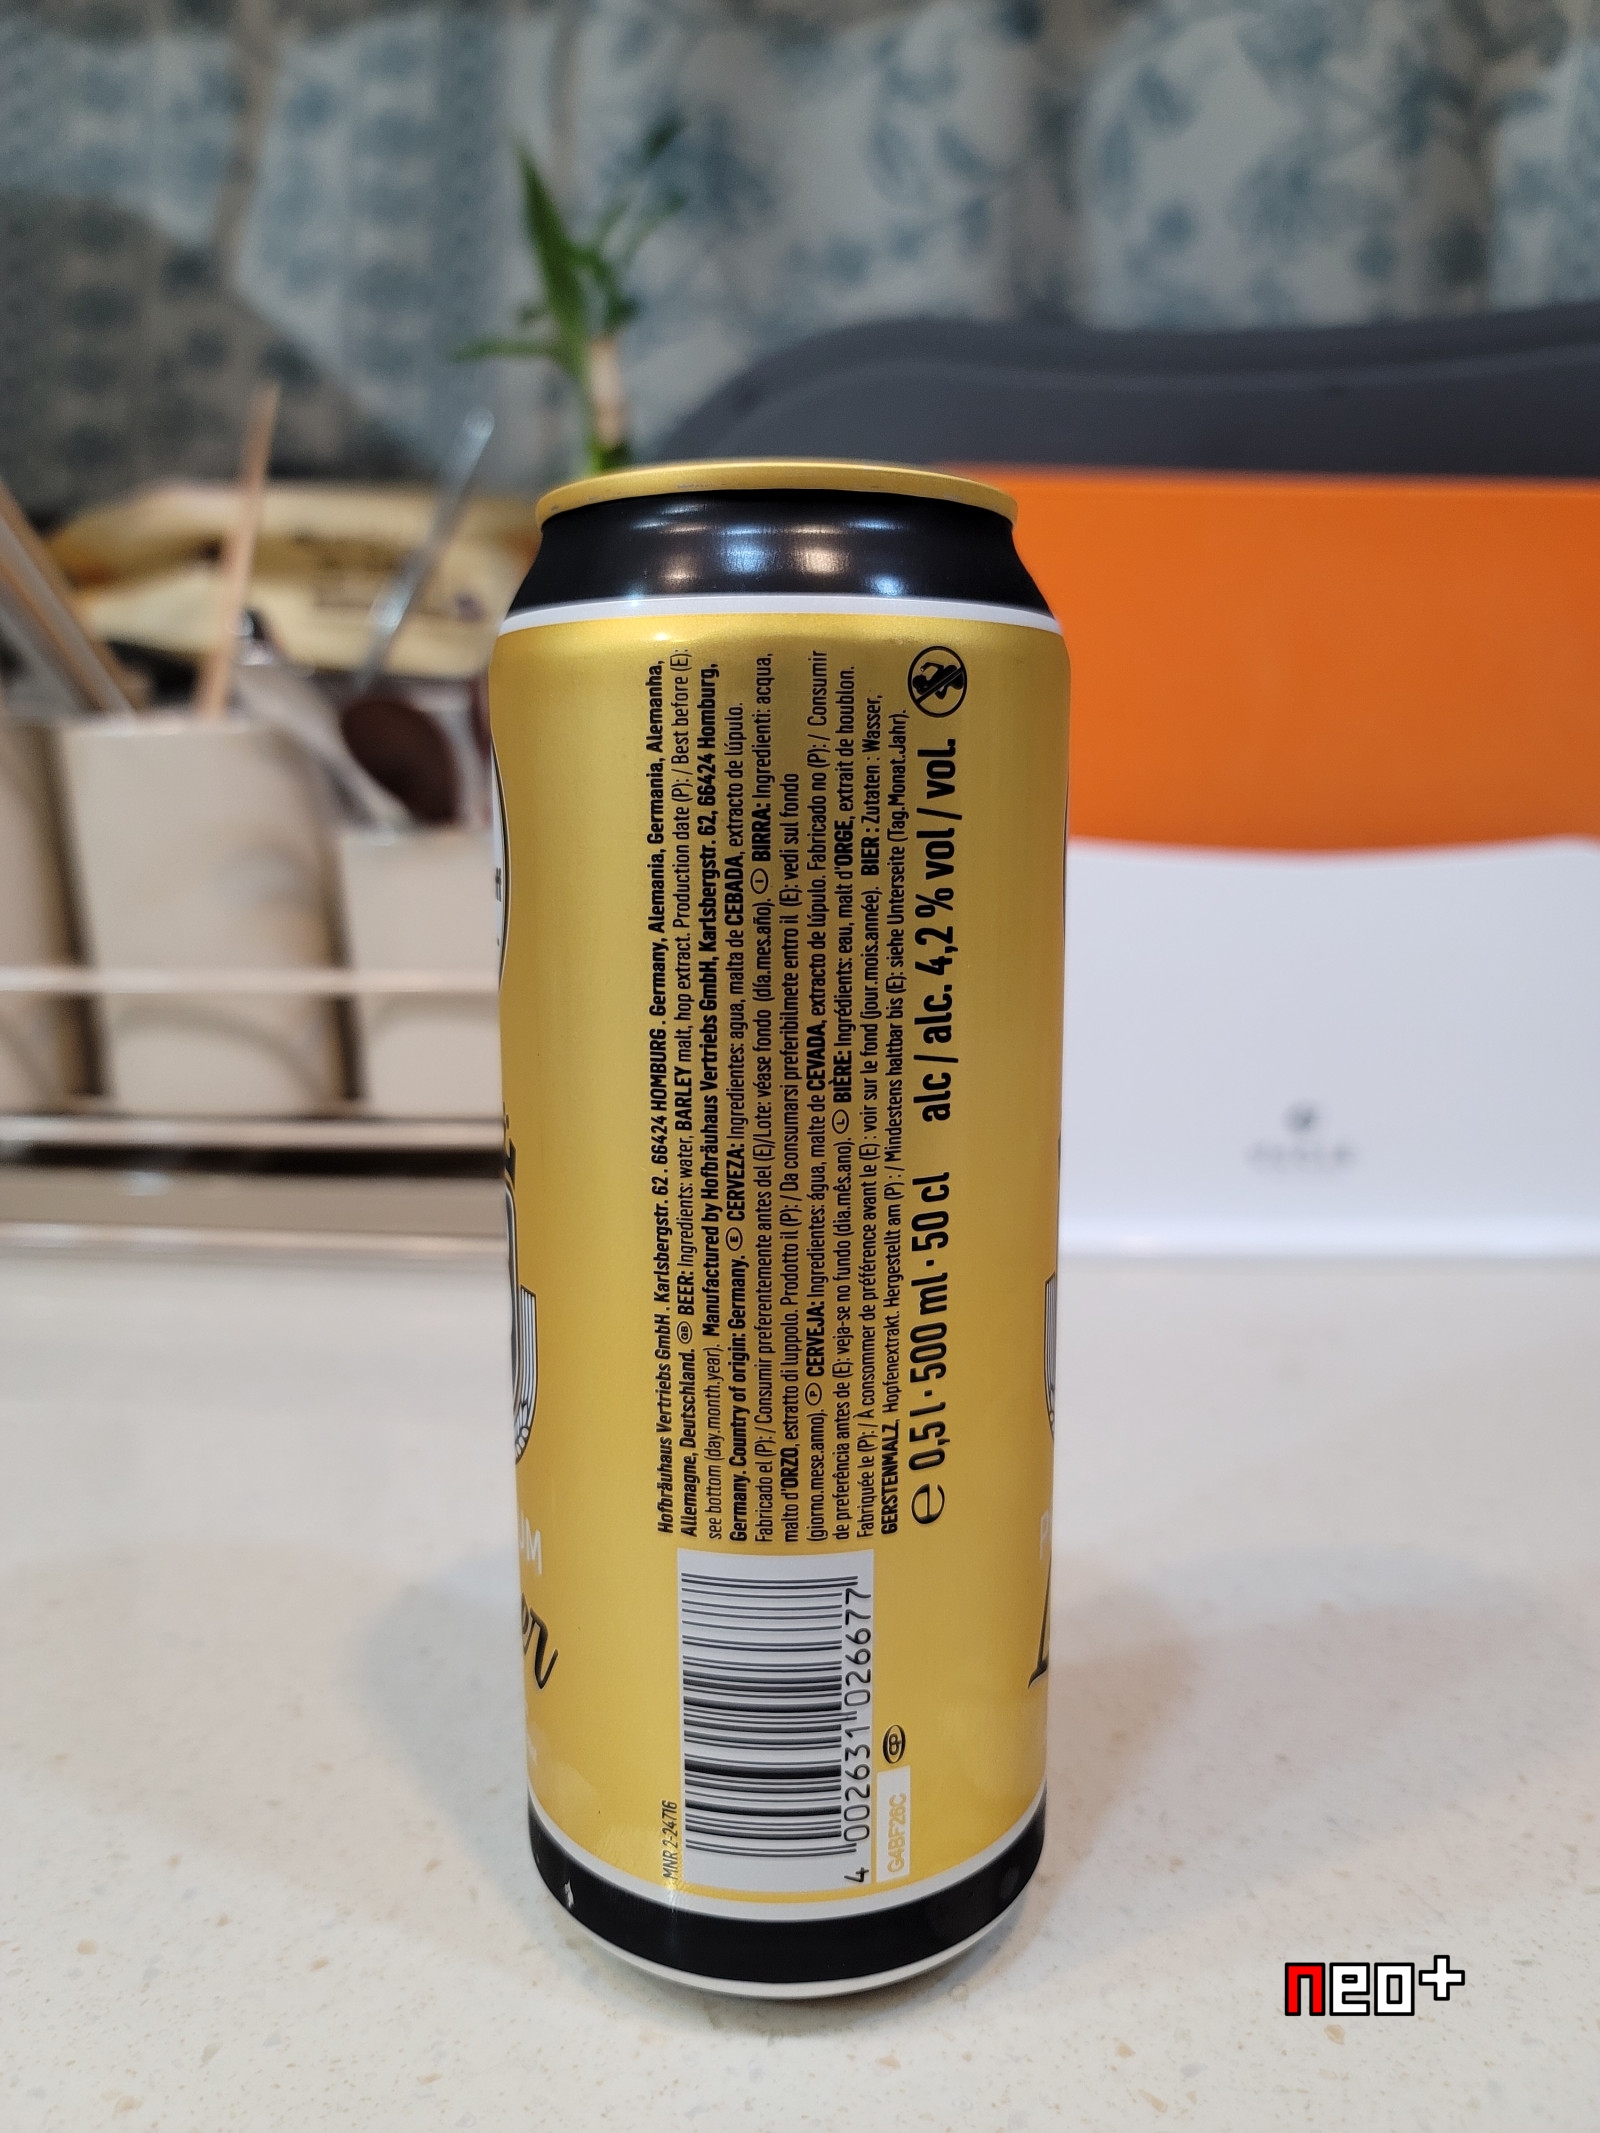 Hofbräuhaus Vertriebs GmbH . Karlsbergstr. 62 . 66424 HOMBURG . Germany, Alemania, Germania, Alemanha,
Allemagne, Deutschland. GB BEER: Ingredients: water, BARLEY malt, hop extract. Production date (P): / Best before (E):
see bottom (day.month.year). Manufactured by Hofbräuhaus Vertriebs GmbH, Karlsbergstr. 62, 66424 Homburg,
Germany. Country of origin: Germany. E CERVEZA: Ingredientes: agua, malta de CEBADA, extracto de lúpulo.
Fabricado el (P): / Consumir preferentemente antes del (E)/Lote: véase fondo (día.mes.año). I BIRRA: Ingredienti: acqua,
malto d'ORZO, estratto di luppolo. Prodotto il (P): / Da consumarsi preferibilmete entro il (E): vedi sul fondo
(giorno.mese.anno). P CERVEJA: Ingredientes: água, malte de CEVADA, extracto de lúpulo. Fabricado no (P): / Consumir
de preferência antes de (E): veja-se no fundo (dia.mês.ano). L BIÈRE: Ingrédients: eau, malt d'ORGE, extrait de houblon.
Fabriquée le (P): / À consommer de préférence avant le (E) : voir sur le fond (jour.mois.année). BIER : Zutaten : Wasser,
GERSTENMALZ, Hopfenextrakt. Hergestellt am (P) : / Mindestens haltbar bis (E): siehe Unterseite (Tag.Monat.Jahr).
e 0,5 l · 500 ml · 50 cl alc / alc. 4,2 % vol / vol.
MNR 2-24716
4 002631 026677
G4BF26C
UM
er
neo+